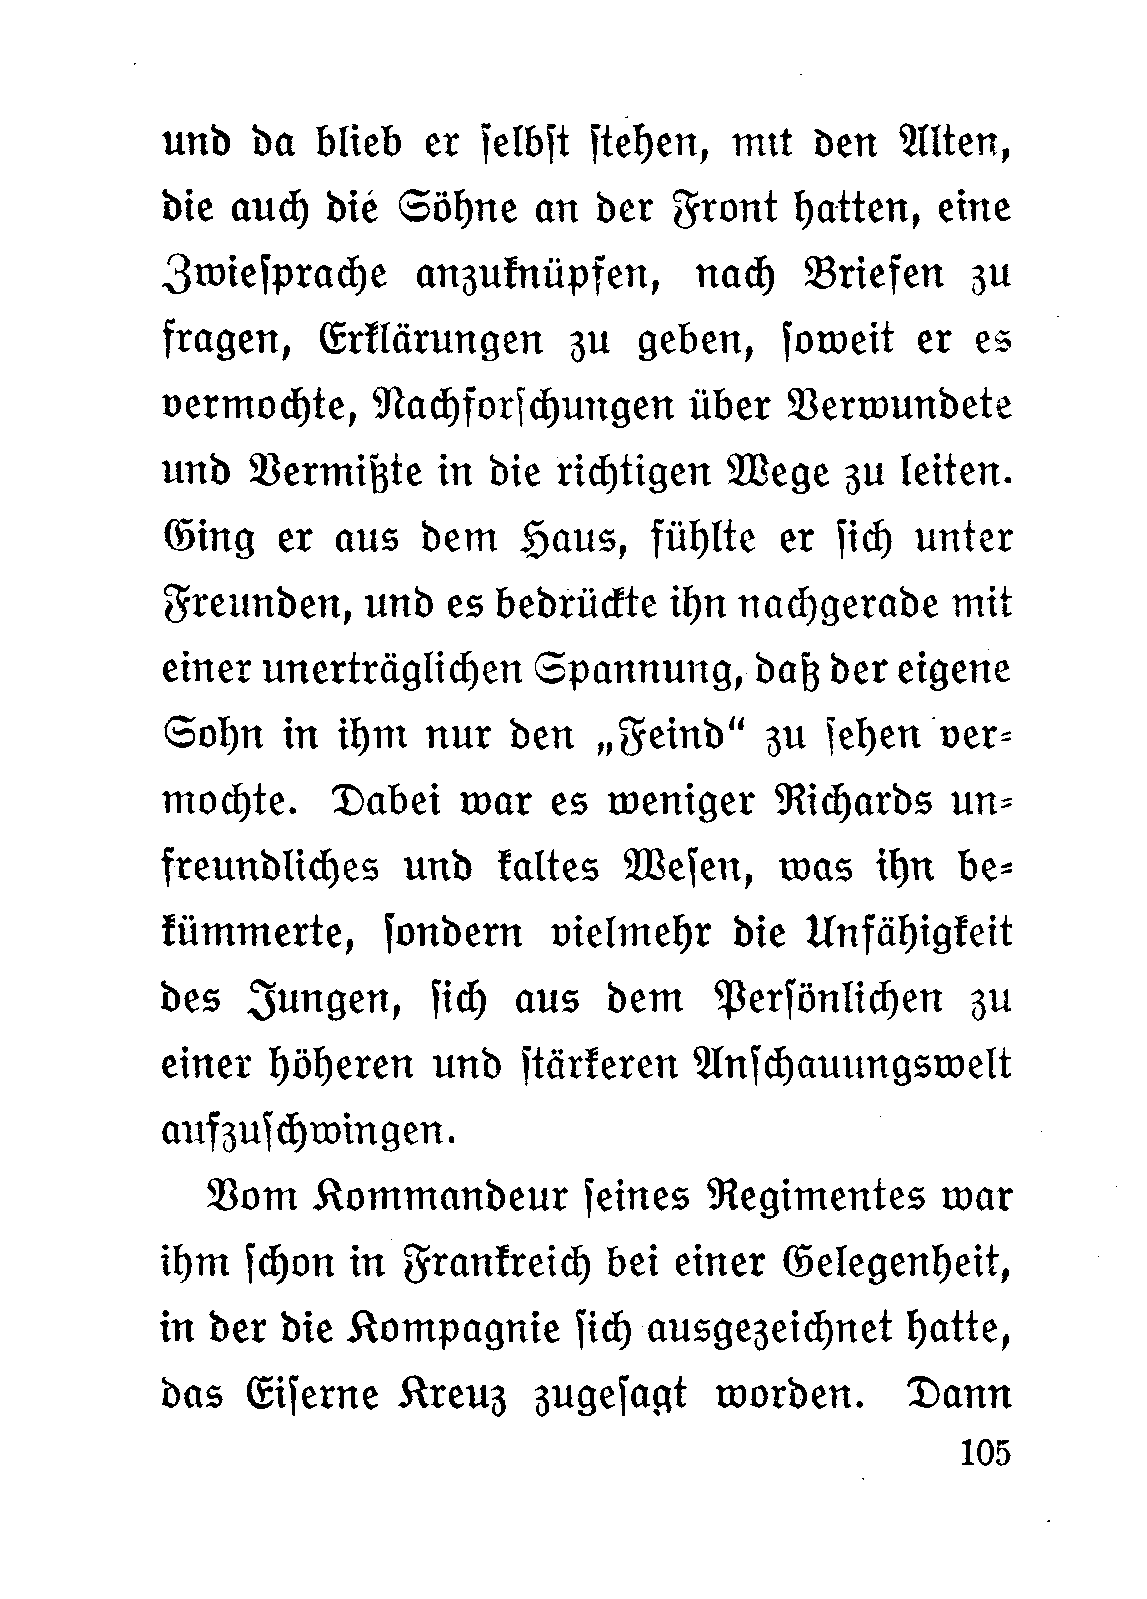 und da blieb er ſelbſt ſtehen, mit den Alten,
die auch die Söhne an der Front hatten, eine
Zwieſprache anzuknüpfen, nach Briefen zu
fragen, Erklärungen zu geben, ſoweit er es
vermochte, Nachforſchungen über Verwundete
und Vermißte in die richtigen Wege zu leiten.
Ging er aus dem Haus, fühlte er ſich unter
Freunden, und es bedrückte ihn nachgerade mit
einer unerträglichen Spannung, daß der eigene
Sohn in ihm nur den „Feind“ zu ſehen ver⸗
mochte. Dabei war es weniger Richards un⸗
freundliches und kaltes Weſen, was ihn be⸗
kümmerte, ſondern vielmehr die Unfähigkeit
des Jungen, ſich aus dem Perſönlichen zu
einer höheren und ſtärkeren Anſchauungswelt
aufzuſchwingen.
Vom Kommandeur ſeines Regimentes war
ihm ſchon in Frankreich bei einer Gelegenheit,
in der die Kompagnie ſich ausgezeichnet hatte,
das Eiſerne Kreuz zugeſagt worden. Dann
105